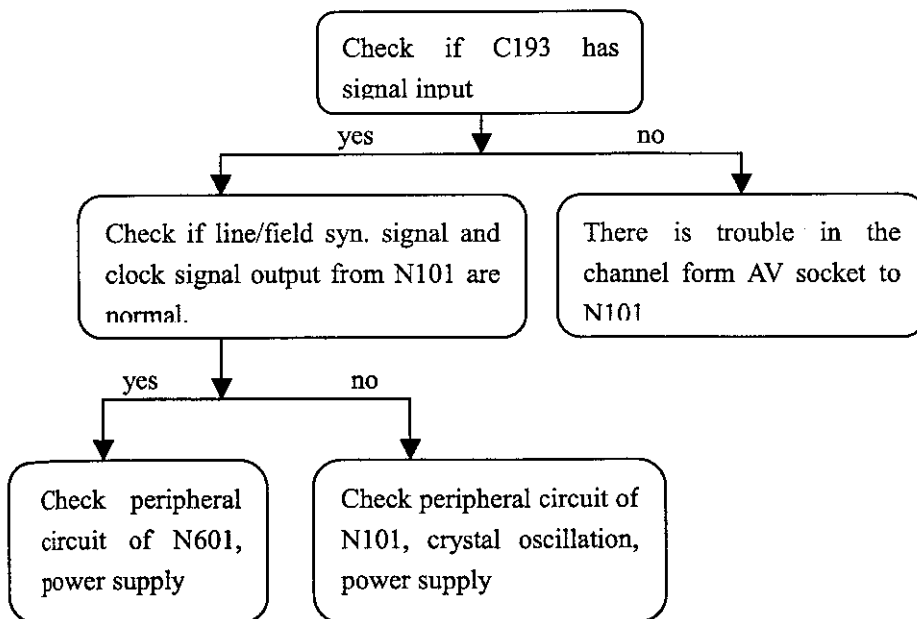 Check if C193 has
signal input
yes
no
Check if line/field syn. signal and
clock signal output from N101 are
normal.
There is trouble in the
channel form AV socket to
N101
yes
no
Check peripheral
circuit of N601,
power supply
Check peripheral circuit of
N101, crystal oscillation,
power supply